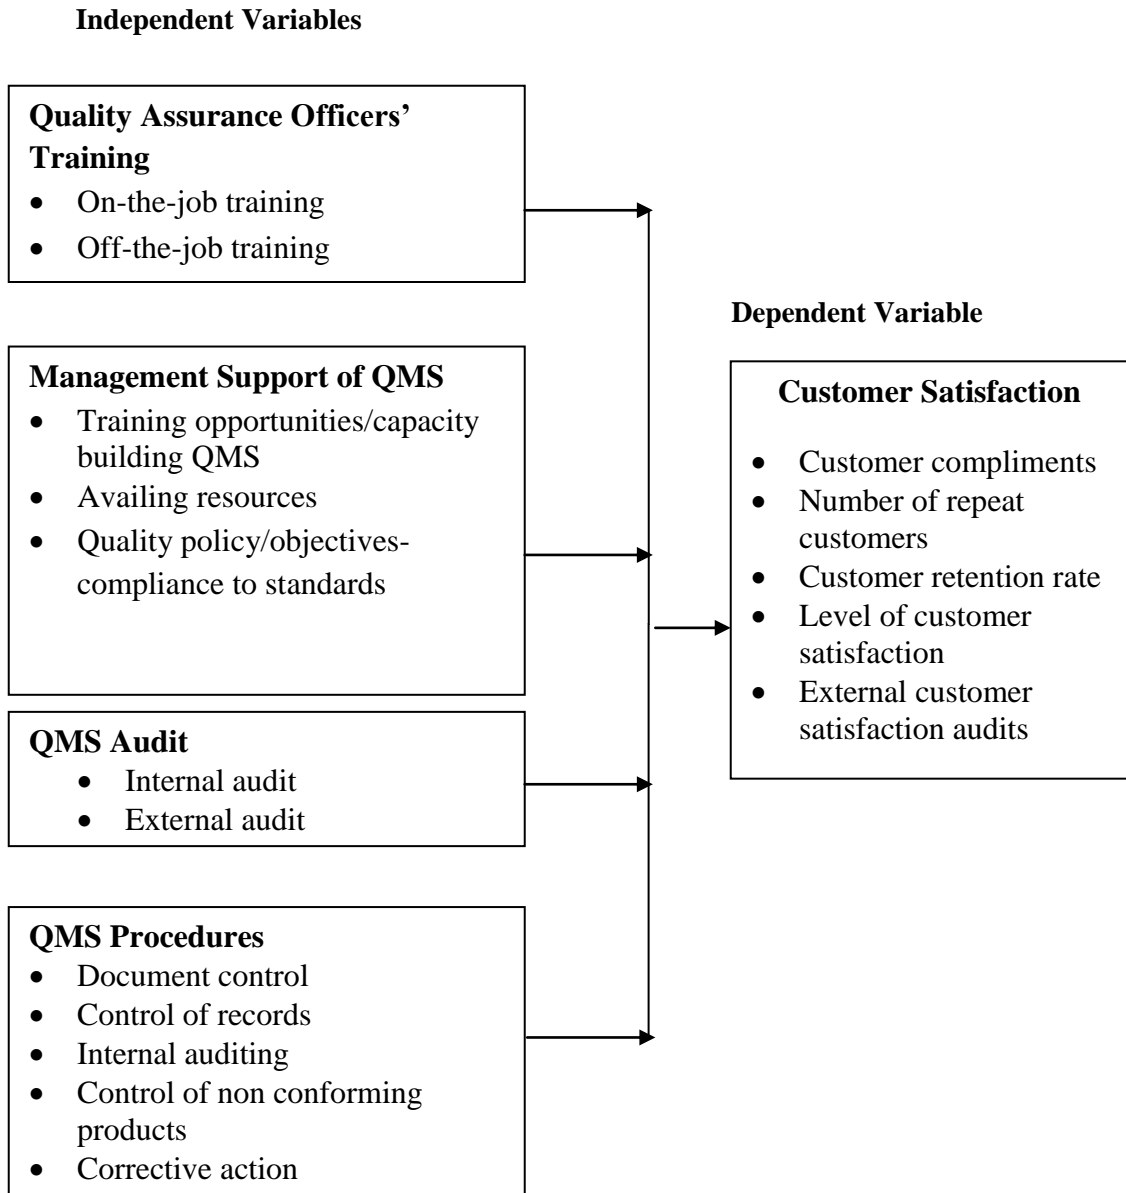 Independent Variables
Quality Assurance Officers’
Training
• On-the-job training
• Off-the-job training
Management Support of QMS
• Training opportunities/capacity
building QMS
• Availing resources
• Quality policy/objectives-
compliance to standards
QMS Audit
• Internal audit
• External audit
QMS Procedures
• Document control
• Control of records
• Internal auditing
• Control of non conforming
products
• Corrective action
Dependent Variable
Customer Satisfaction
• Customer compliments
• Number of repeat
customers
• Customer retention rate
• Level of customer
satisfaction
• External customer
satisfaction audits